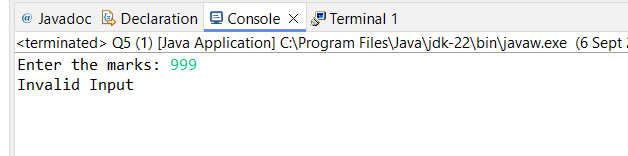 Javadoc Declaration Console Terminal 1
<terminated> Q5 (1) [Java Application] C:\Program Files\Java\jdk-22\bin\javaw.exe (6 Sept 2
Enter the marks: 999
Invalid Input